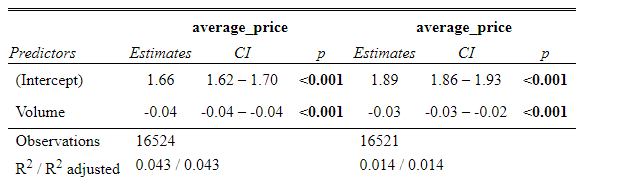 average_price average_price
Predictors Estimates CI p Estimates CI p
(Intercept) 1.66 1.62 – 1.70 <0.001 1.89 1.86 – 1.93 <0.001
Volume -0.04 -0.04 – -0.04 <0.001 -0.03 -0.03 – -0.02 <0.001
Observations 16524 16521
R2 / R2 adjusted 0.043 / 0.043 0.014 / 0.014